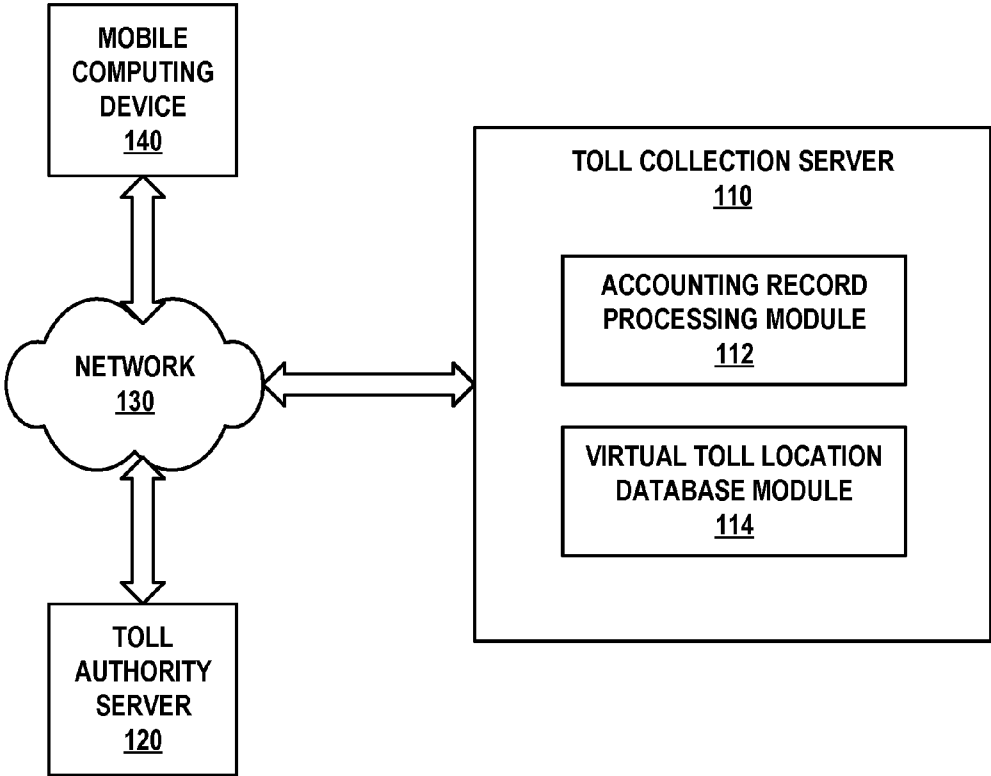 MOBILE
COMPUTING
DEVICE
140
TOLL COLLECTION SERVER
110
ACCOUNTING RECORD
PROCESSING MODULE
112
NETWORK
130
VIRTUAL TOLL LOCATION
DATABASE MODULE
114
TOLL
AUTHORITY
SERVER
120